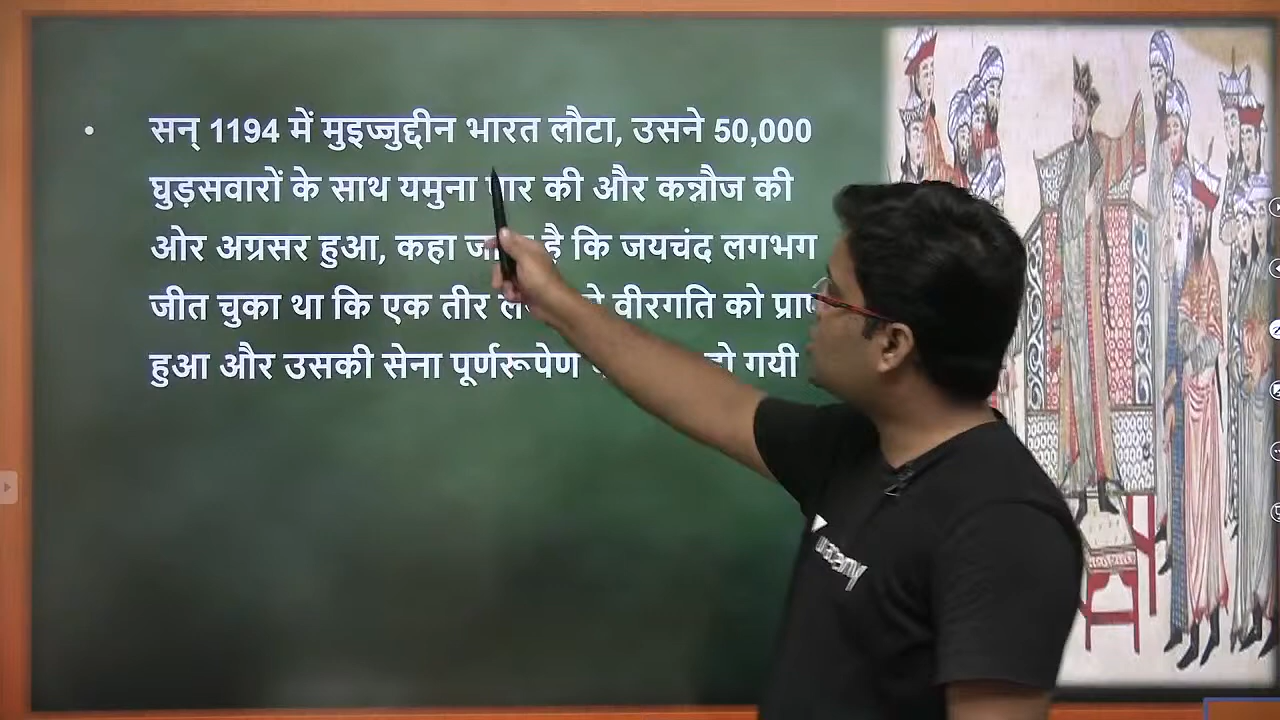 सन् 1194 में मुइज्जुद्दीन भारत लौटा, उसने 50,000
घुड़सवारों के साथ यमुना पार की और कन्नौज की
ओर अग्रसर हुआ, कहा है कि जयचंद लगभग
जीत चुका था कि एक तीर वीरगति को
हुआ और उसकी सेना पूर्णरूपेण हो गयी